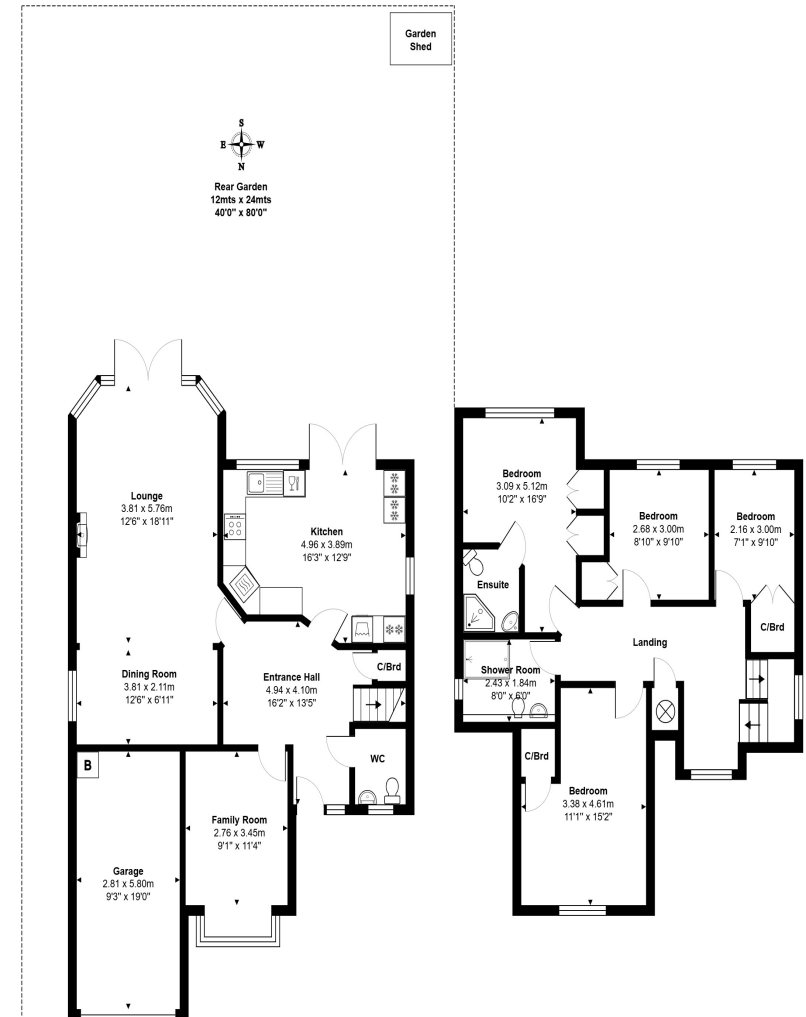 Garden
Shed
S
E W
N
Rear Garden
12mts x 24mts
40'0" x 80'0"
Lounge
3.81 x 5.76m
12'6" x 18'11"
Kitchen
4.96 x 3.89m
16'3" x 12'9"
Dining Room
3.81 x 2.11m
12'6" x 6'11"
Entrance Hall
4.94 x 4.10m
16'2" x 13'5"
C/Brd
WC
B
Family Room
2.76 x 3.45m
9'1" x 11'4"
Garage
2.81 x 5.80m
9'3" x 19'0"
Bedroom
3.09 x 5.12m
10'2" x 16'9"
Bedroom
2.68 x 3.00m
8'10" x 9'10"
Bedroom
2.16 x 3.00m
7'1" x 9'10"
Ensuite
C/Brd
Landing
Shower Room
2.43 x 1.84m
8'0" x 6'0"
C/Brd
Bedroom
3.38 x 4.61m
11'1" x 15'2"